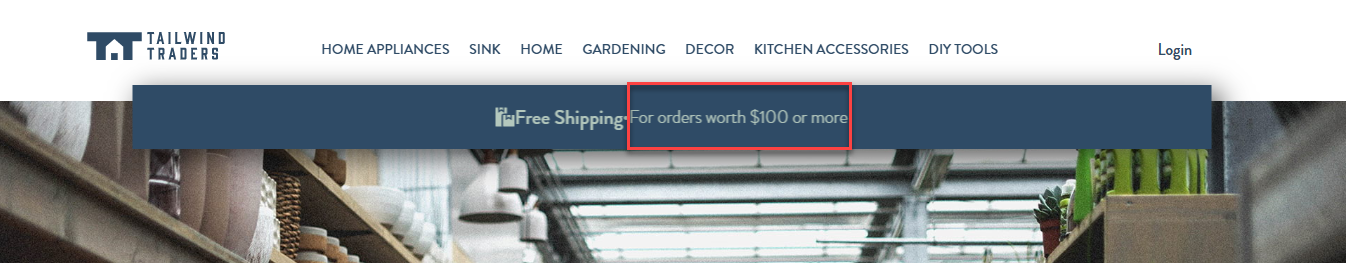 TAILWIND
TRADERS
HOME APPLIANCES SINK HOME GARDENING DECOR KITCHEN ACCESSORIES DIY TOOLS Login
Free Shipping• For orders worth $100 or more